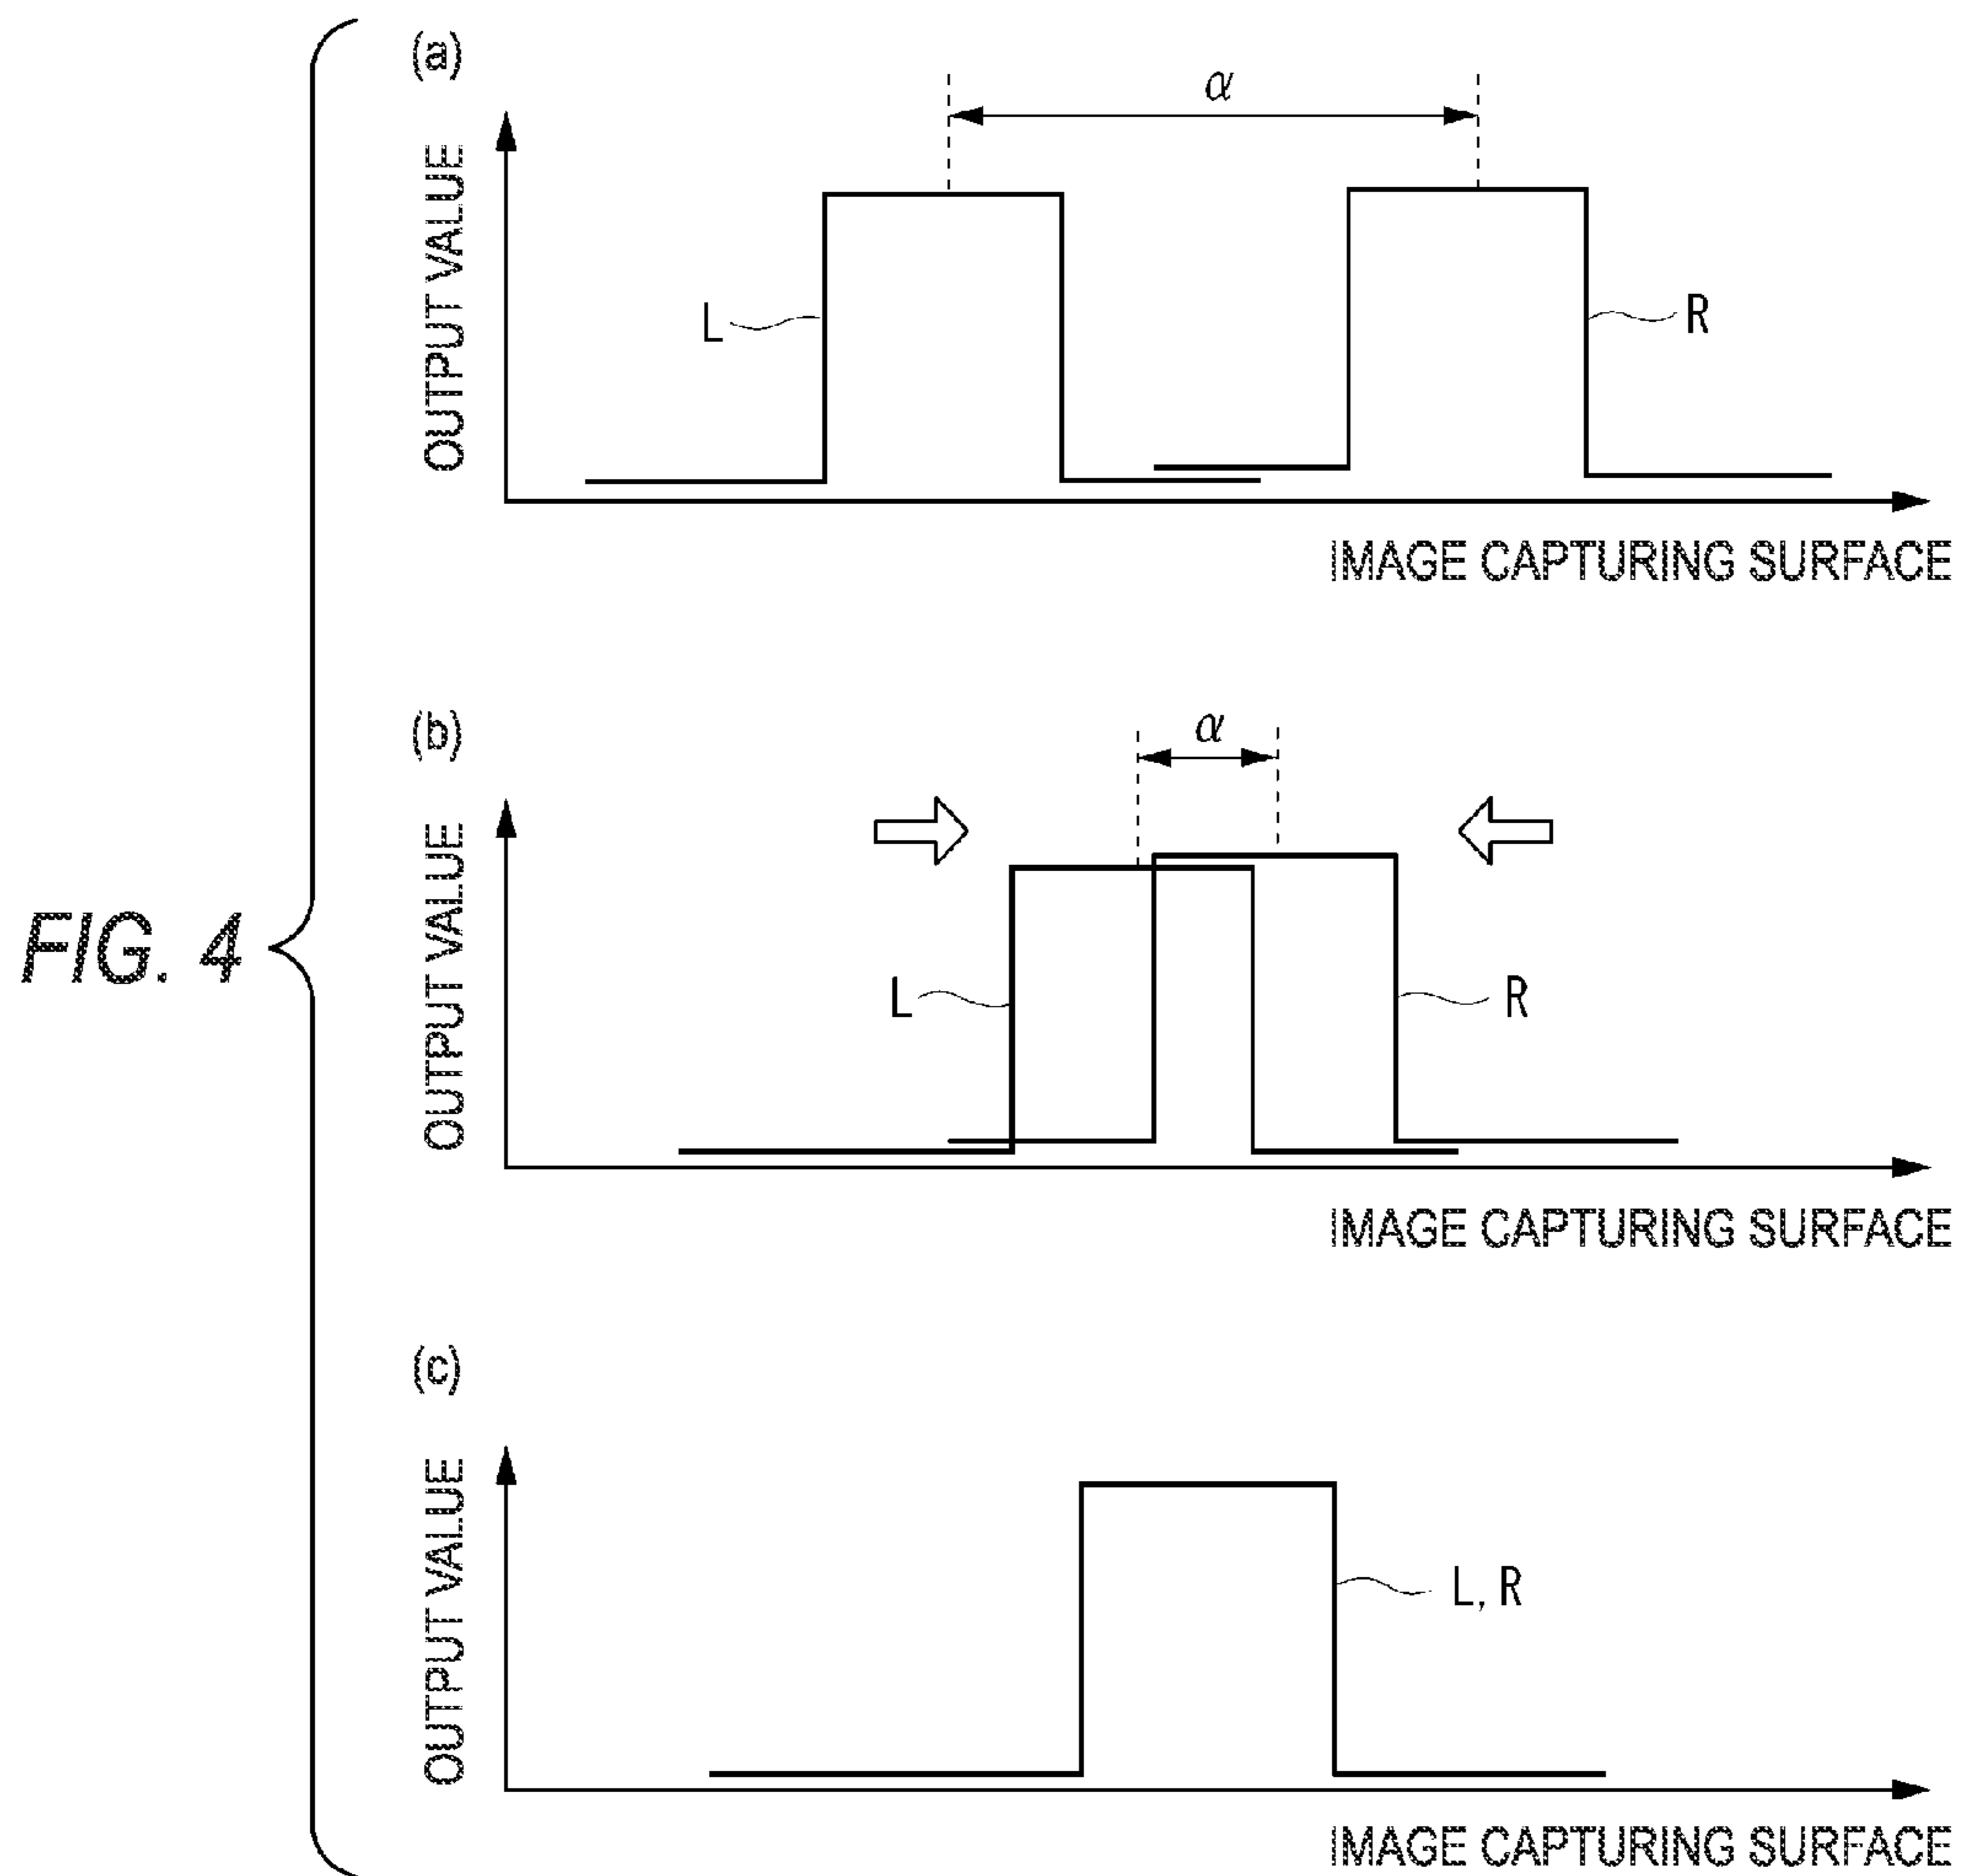 FIG. 4
(a)
α
OUTPUT VALUE
L
R
IMAGE CAPTURING SURFACE
(b)
α
OUTPUT VALUE
L
R
IMAGE CAPTURING SURFACE
(c)
OUTPUT VALUE
L, R
IMAGE CAPTURING SURFACE